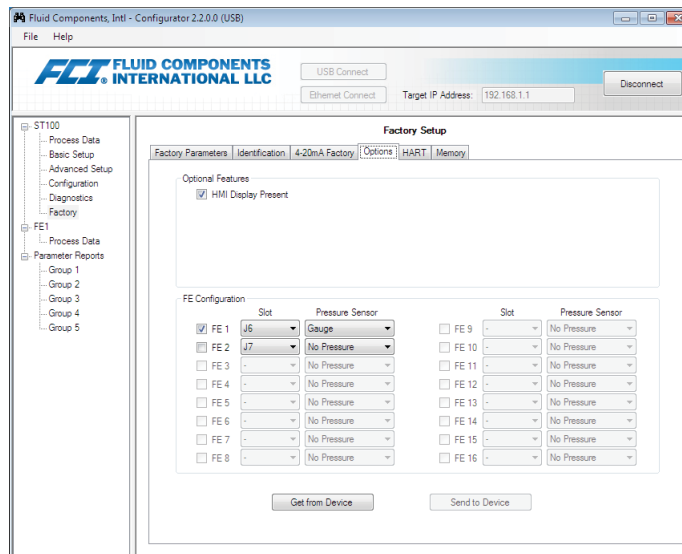 Fluid Components, Intl - Configurator 2.2.0.0 (USB)
File Help
FCI FLUID COMPONENTS
INTERNATIONAL LLC
USB Connect
Ethernet Connect Target IP Address: 192.168.1.1
Disconnect
ST100
Process Data
Basic Setup
Advanced Setup
Configuration
Diagnostics
Factory
FE1
Process Data
Parameter Reports
Group 1
Group 2
Group 3
Group 4
Group 5
Factory Setup
Factory Parameters Identification 4-20mA Factory Options HART Memory
Optional Features
HMI Display Present
FE Configuration
Slot Pressure Sensor Slot Pressure Sensor
FE 1 J6 Gauge FE 9 - No Pressure
FE 2 J7 No Pressure FE 10 - No Pressure
FE 3 - No Pressure FE 11 - No Pressure
FE 4 - No Pressure FE 12 - No Pressure
FE 5 - No Pressure FE 13 - No Pressure
FE 6 - No Pressure FE 14 - No Pressure
FE 7 - No Pressure FE 15 - No Pressure
FE 8 - No Pressure FE 16 - No Pressure
Get from Device Send to Device